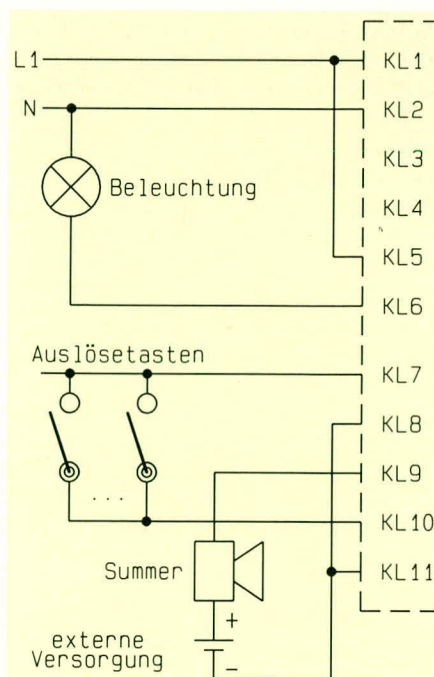 L1
KL1
N
KL2
KL3
Beleuchtung
KL4
KL5
KL6
Auslösetasten
KL7
KL8
KL9
...
KL10
Summer
KL11
+
externe
Versorgung
-